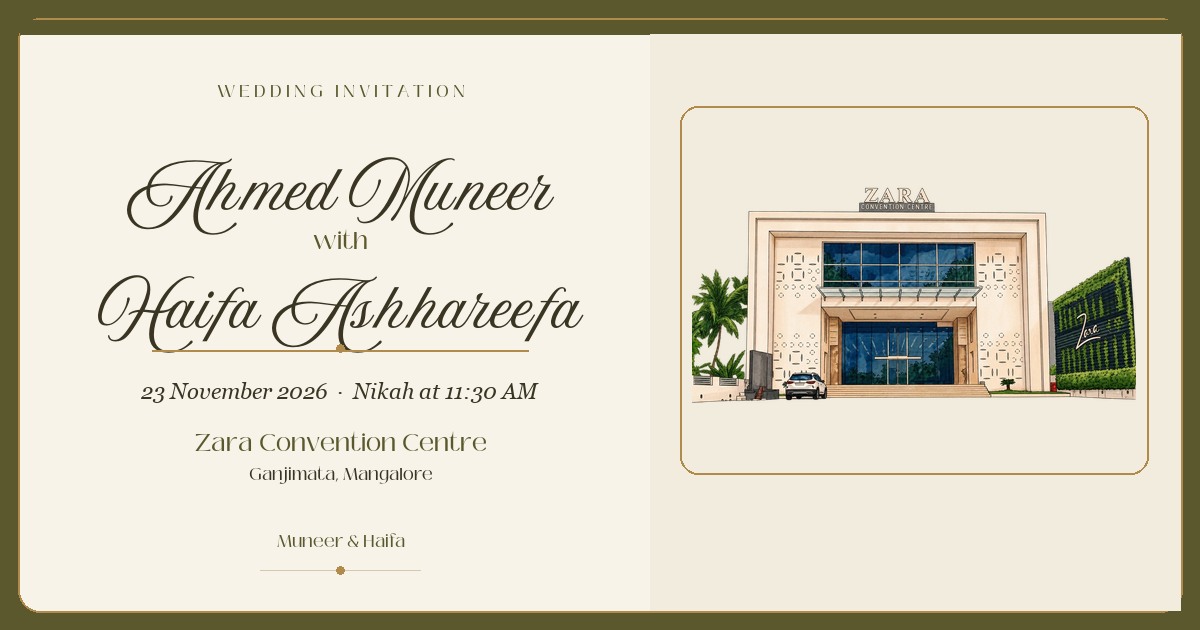 WEDDING INVITATION
Ahmed Muneer
with
Haifa Ashhareefa
23 November 2026 · Nikah at 11:30 AM
Zara Convention Centre
Ganjimata, Mangalore
Muneer & Haifa
ZARA
CONVENTION CENTRE
Zara